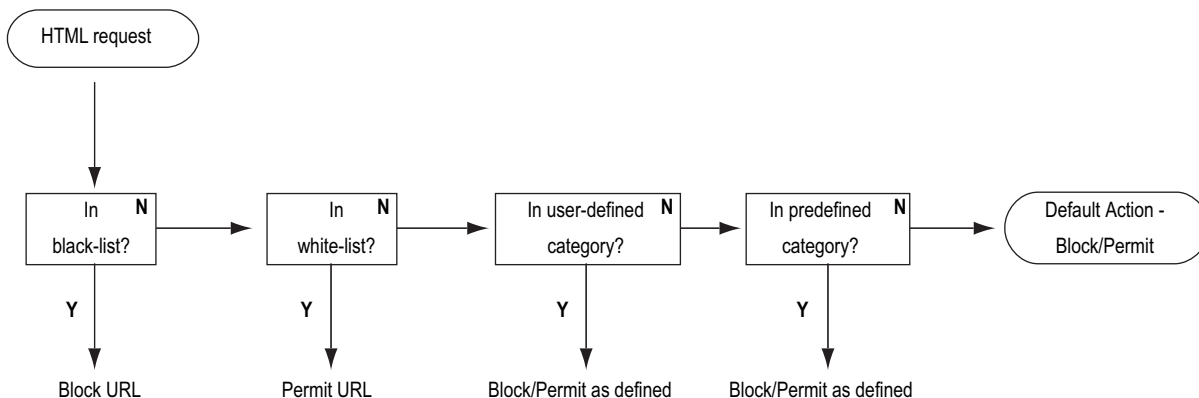 HTML request
In
N
black-list?
In
N
white-list?
In user-defined
N
category?
In predefined
N
category?
Default Action -
Block/Permit
Y
Y
Y
Y
Block URL
Permit URL
Block/Permit as defined
Block/Permit as defined